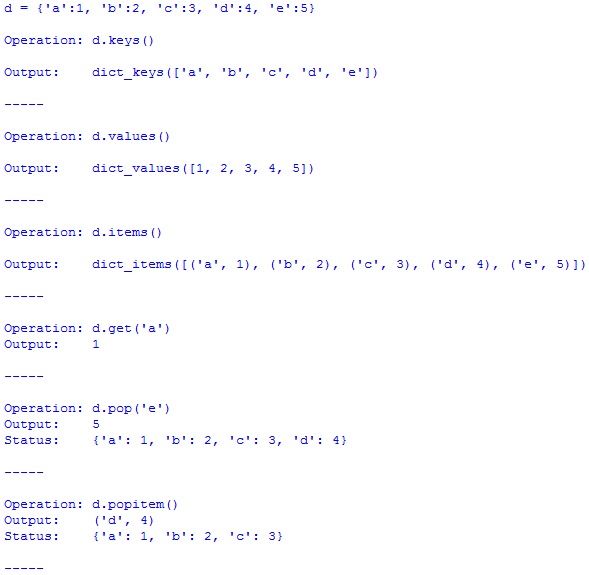 d = {'a':1, 'b':2, 'c':3, 'd':4, 'e':5}
Operation: d.keys()
Output:    dict_keys(['a', 'b', 'c', 'd', 'e'])
-----
Operation: d.values()
Output:    dict_values([1, 2, 3, 4, 5])
-----
Operation: d.items()
Output:    dict_items([('a', 1), ('b', 2), ('c', 3), ('d', 4), ('e', 5)])
-----
Operation: d.get('a')
Output:    1
-----
Operation: d.pop('e')
Output:    5
Status:    {'a': 1, 'b': 2, 'c': 3, 'd': 4}
-----
Operation: d.popitem()
Output:    ('d', 4)
Status:    {'a': 1, 'b': 2, 'c': 3}
-----